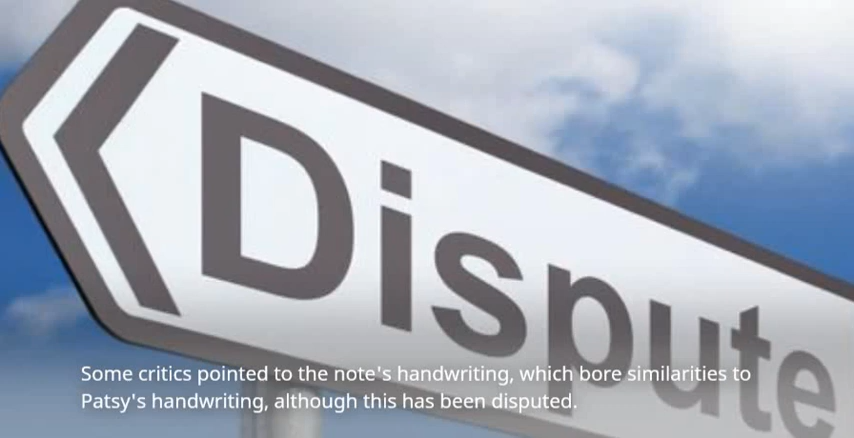 Dispute
Some critics pointed to the note's handwriting, which bore similarities to
Patsy's handwriting, although this has been disputed.